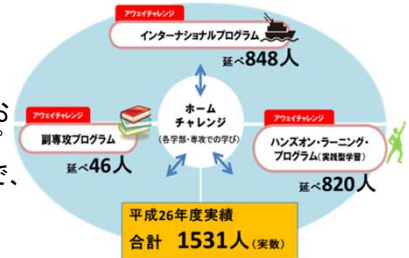 アウェイチャレンジ
インターナショナルプログラム
延べ848人
お
。
で、
アウェイチャレンジ
副専攻プログラム
延べ46人
ホーム
チャレンジ
(各学部・専攻での学び)
アウェイチャレンジ
ハンズオン・ラーニング・
プログラム(実践型学習)
延べ820人
平成26年度実績
合計 1531人(実数)